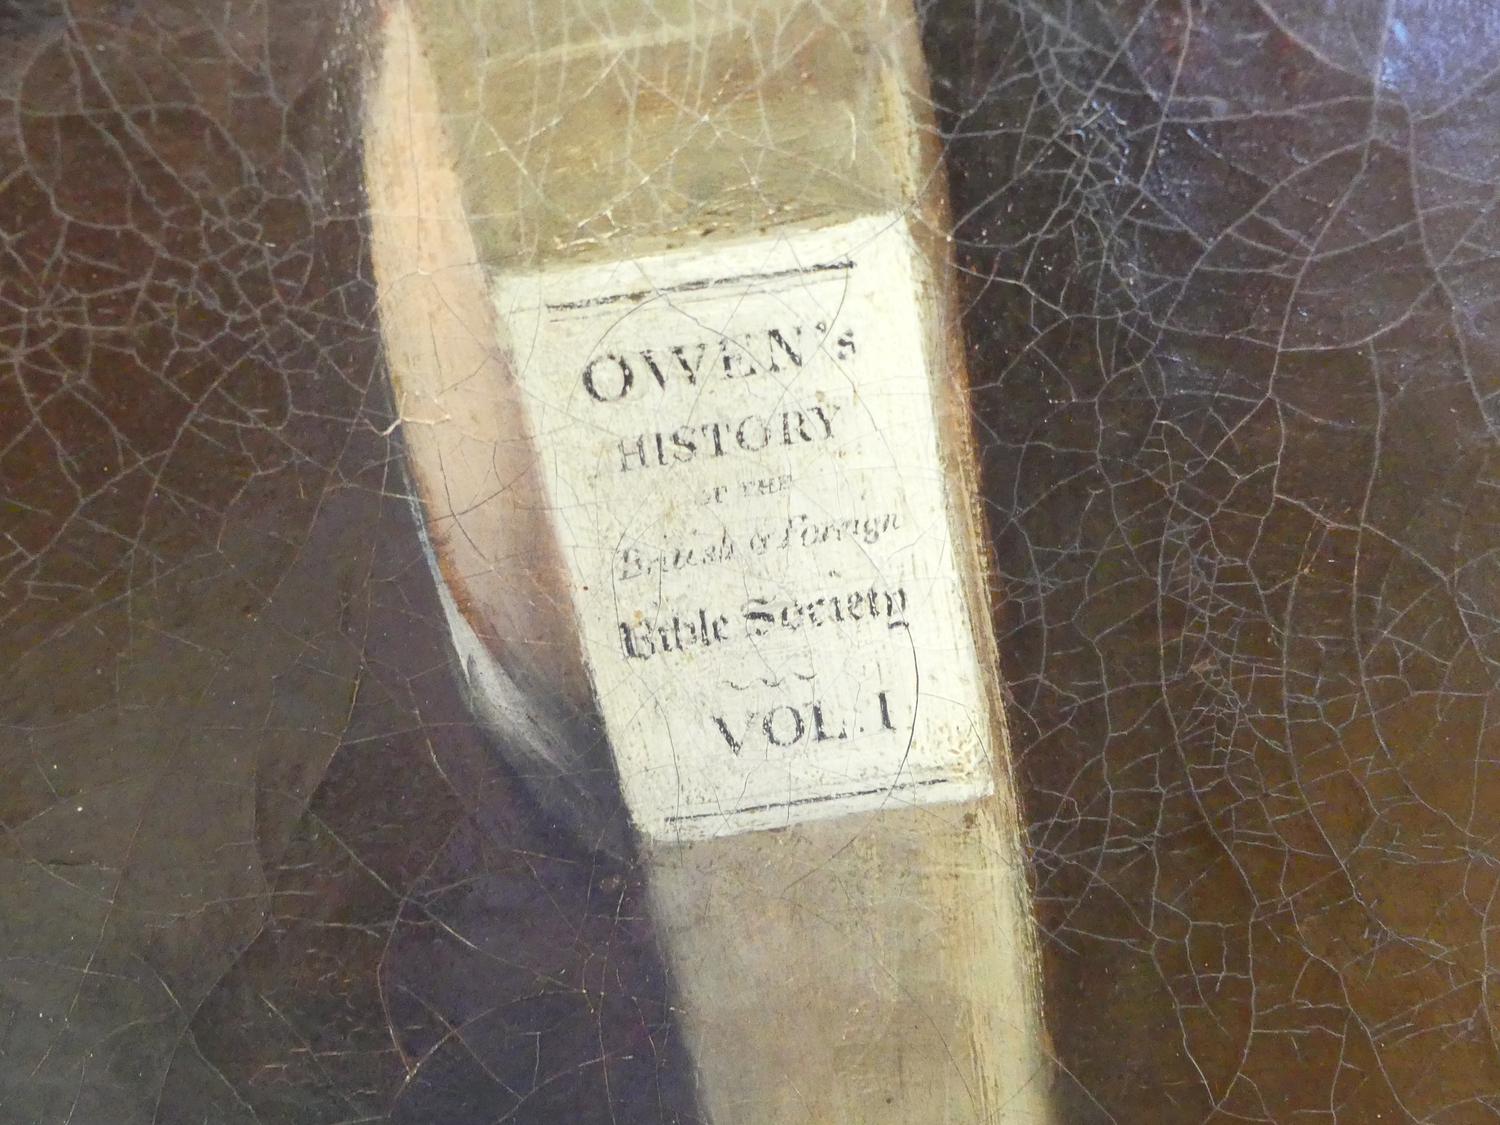 OWEN's
HISTORY
OF THE
British & Foreign
Bible Society
VOL. I